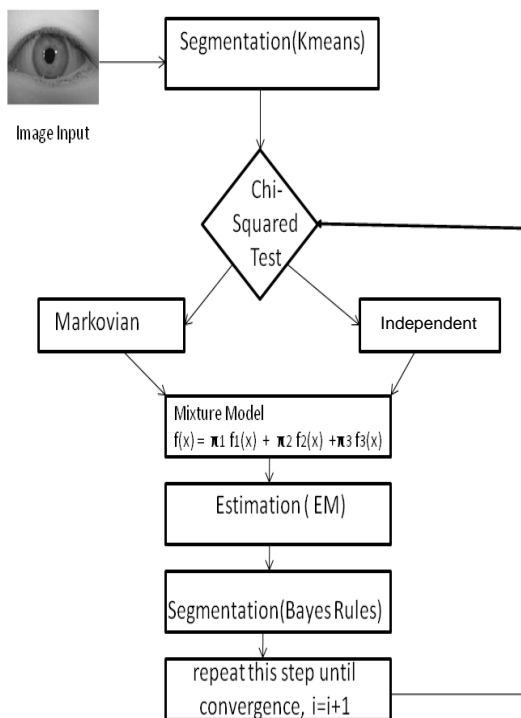 Segmentation(Kmeans)
Image Input
Chi-
Squared
Test
Markovian
Independent
Mixture Model
f(x) = π1 f1(x) + π2 f2(x) +π3 f3(x)
Estimation ( EM)
Segmentation(Bayes Rules)
repeat this step until
convergence, i=i+1